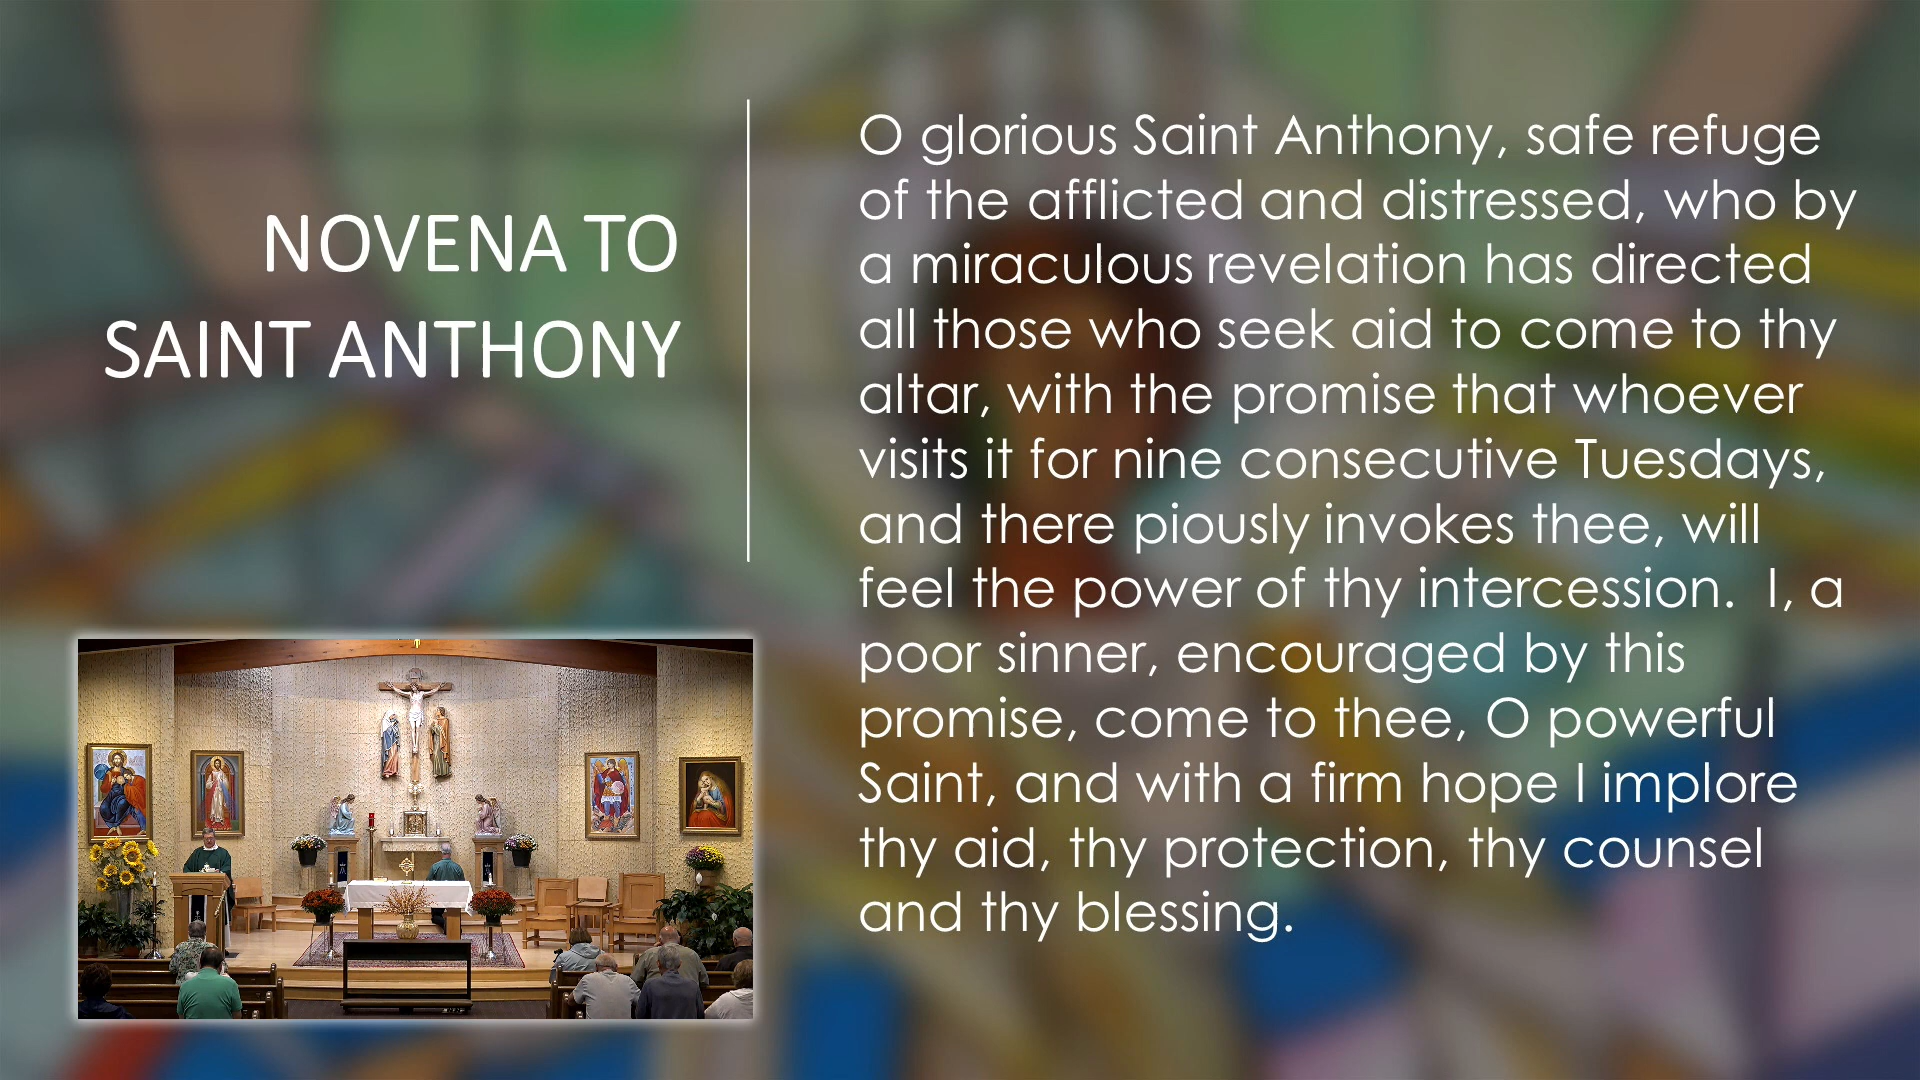 NOVENA TO
SAINT ANTHONY
O glorious Saint Anthony, safe refuge
of the afflicted and distressed, who by
a miraculous revelation has directed
all those who seek aid to come to thy
altar, with the promise that whoever
visits it for nine consecutive Tuesdays,
and there piously invokes thee, will
feel the power of thy intercession.  I, a
poor sinner, encouraged by this
promise, come to thee, O powerful
Saint, and with a firm hope I implore
thy aid, thy protection, thy counsel
and thy blessing.